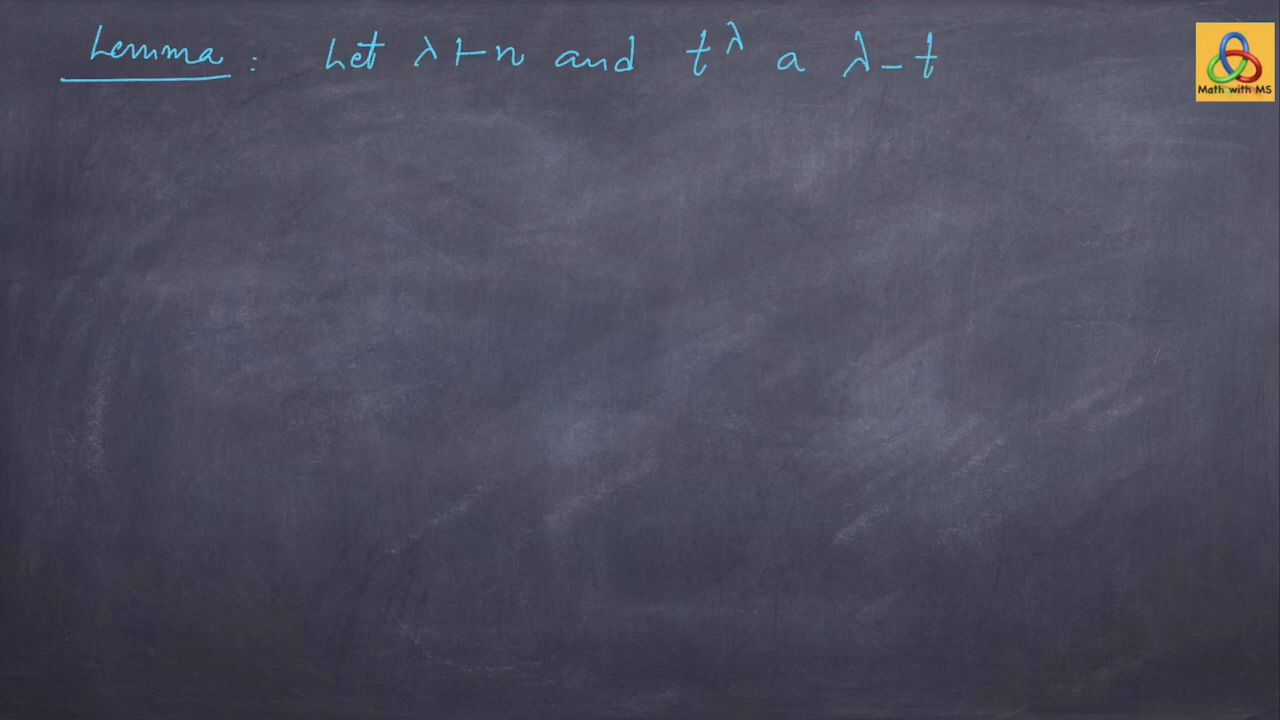 Lemma : Let λ ⊢ n and t^λ a λ - t
Math with MS